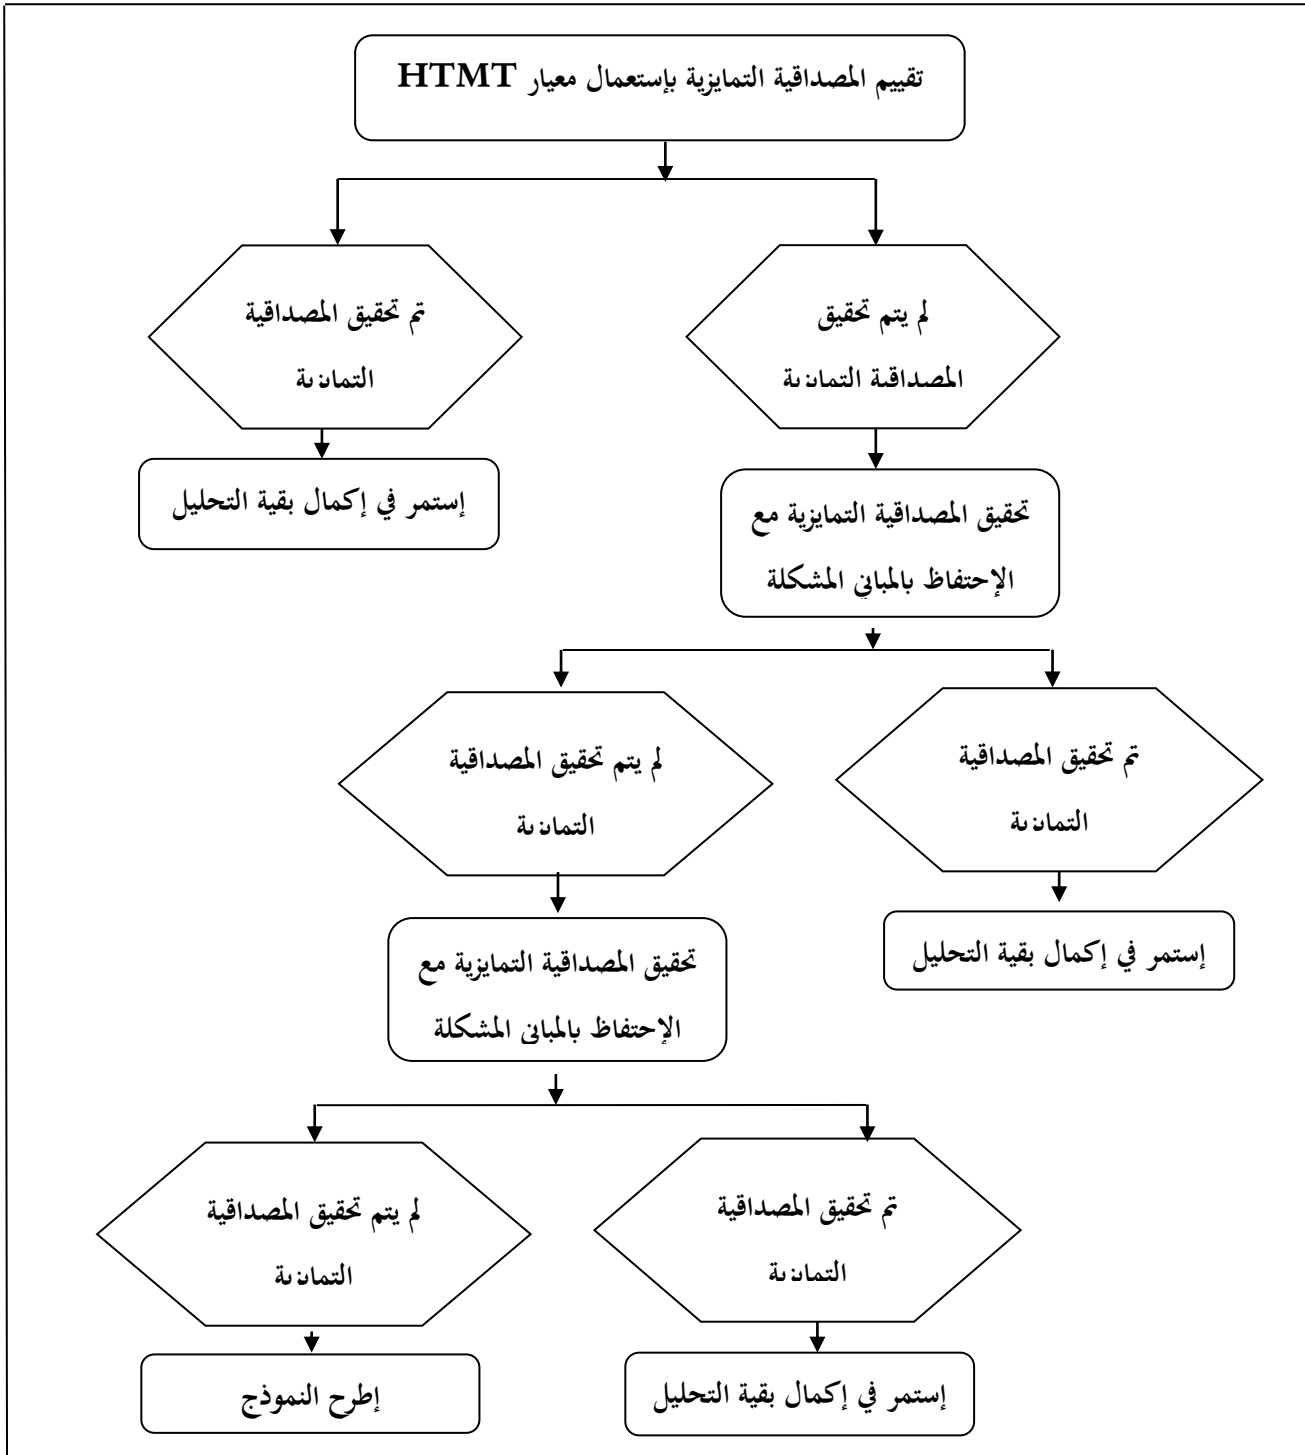 تقييم المصداقية التمايزية بإستعمال معيار HTMT
لم يتم تحقيق
المصداقية التمايزية
تم تحقيق المصداقية
التمايزية
إستمر في إكمال بقية التحليل
تحقيق المصداقية التمايزية مع
الإحتفاظ بالمباني المشكلة
تم تحقيق المصداقية
التمايزية
لم يتم تحقيق المصداقية
التمايزية
إستمر في إكمال بقية التحليل
تحقيق المصداقية التمايزية مع
الإحتفاظ بالمباني المشكلة
تم تحقيق المصداقية
التمايزية
لم يتم تحقيق المصداقية
التمايزية
إستمر في إكمال بقية التحليل
إطرح النموذج